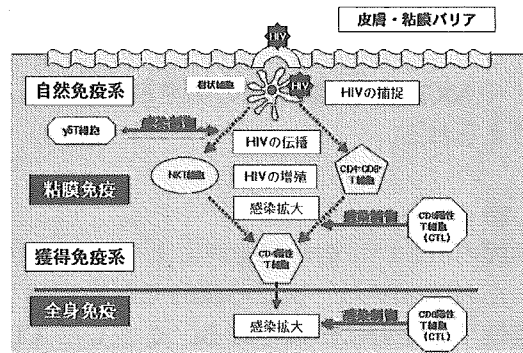 皮膚・粘膜バリア
HIV
自然免疫系
樹状細胞
HIV
HIVの捕捉
γδT細胞
感染制御
HIVの伝播
NKT細胞
HIVの増殖
CD4+CD8+
T細胞
粘膜免疫
感染拡大
感染制御
CD8陽性
T細胞
(CTL)
獲得免疫系
CD4陽性
T細胞
全身免疫
感染拡大
感染制御
CD8陽性
T細胞
(CTL)